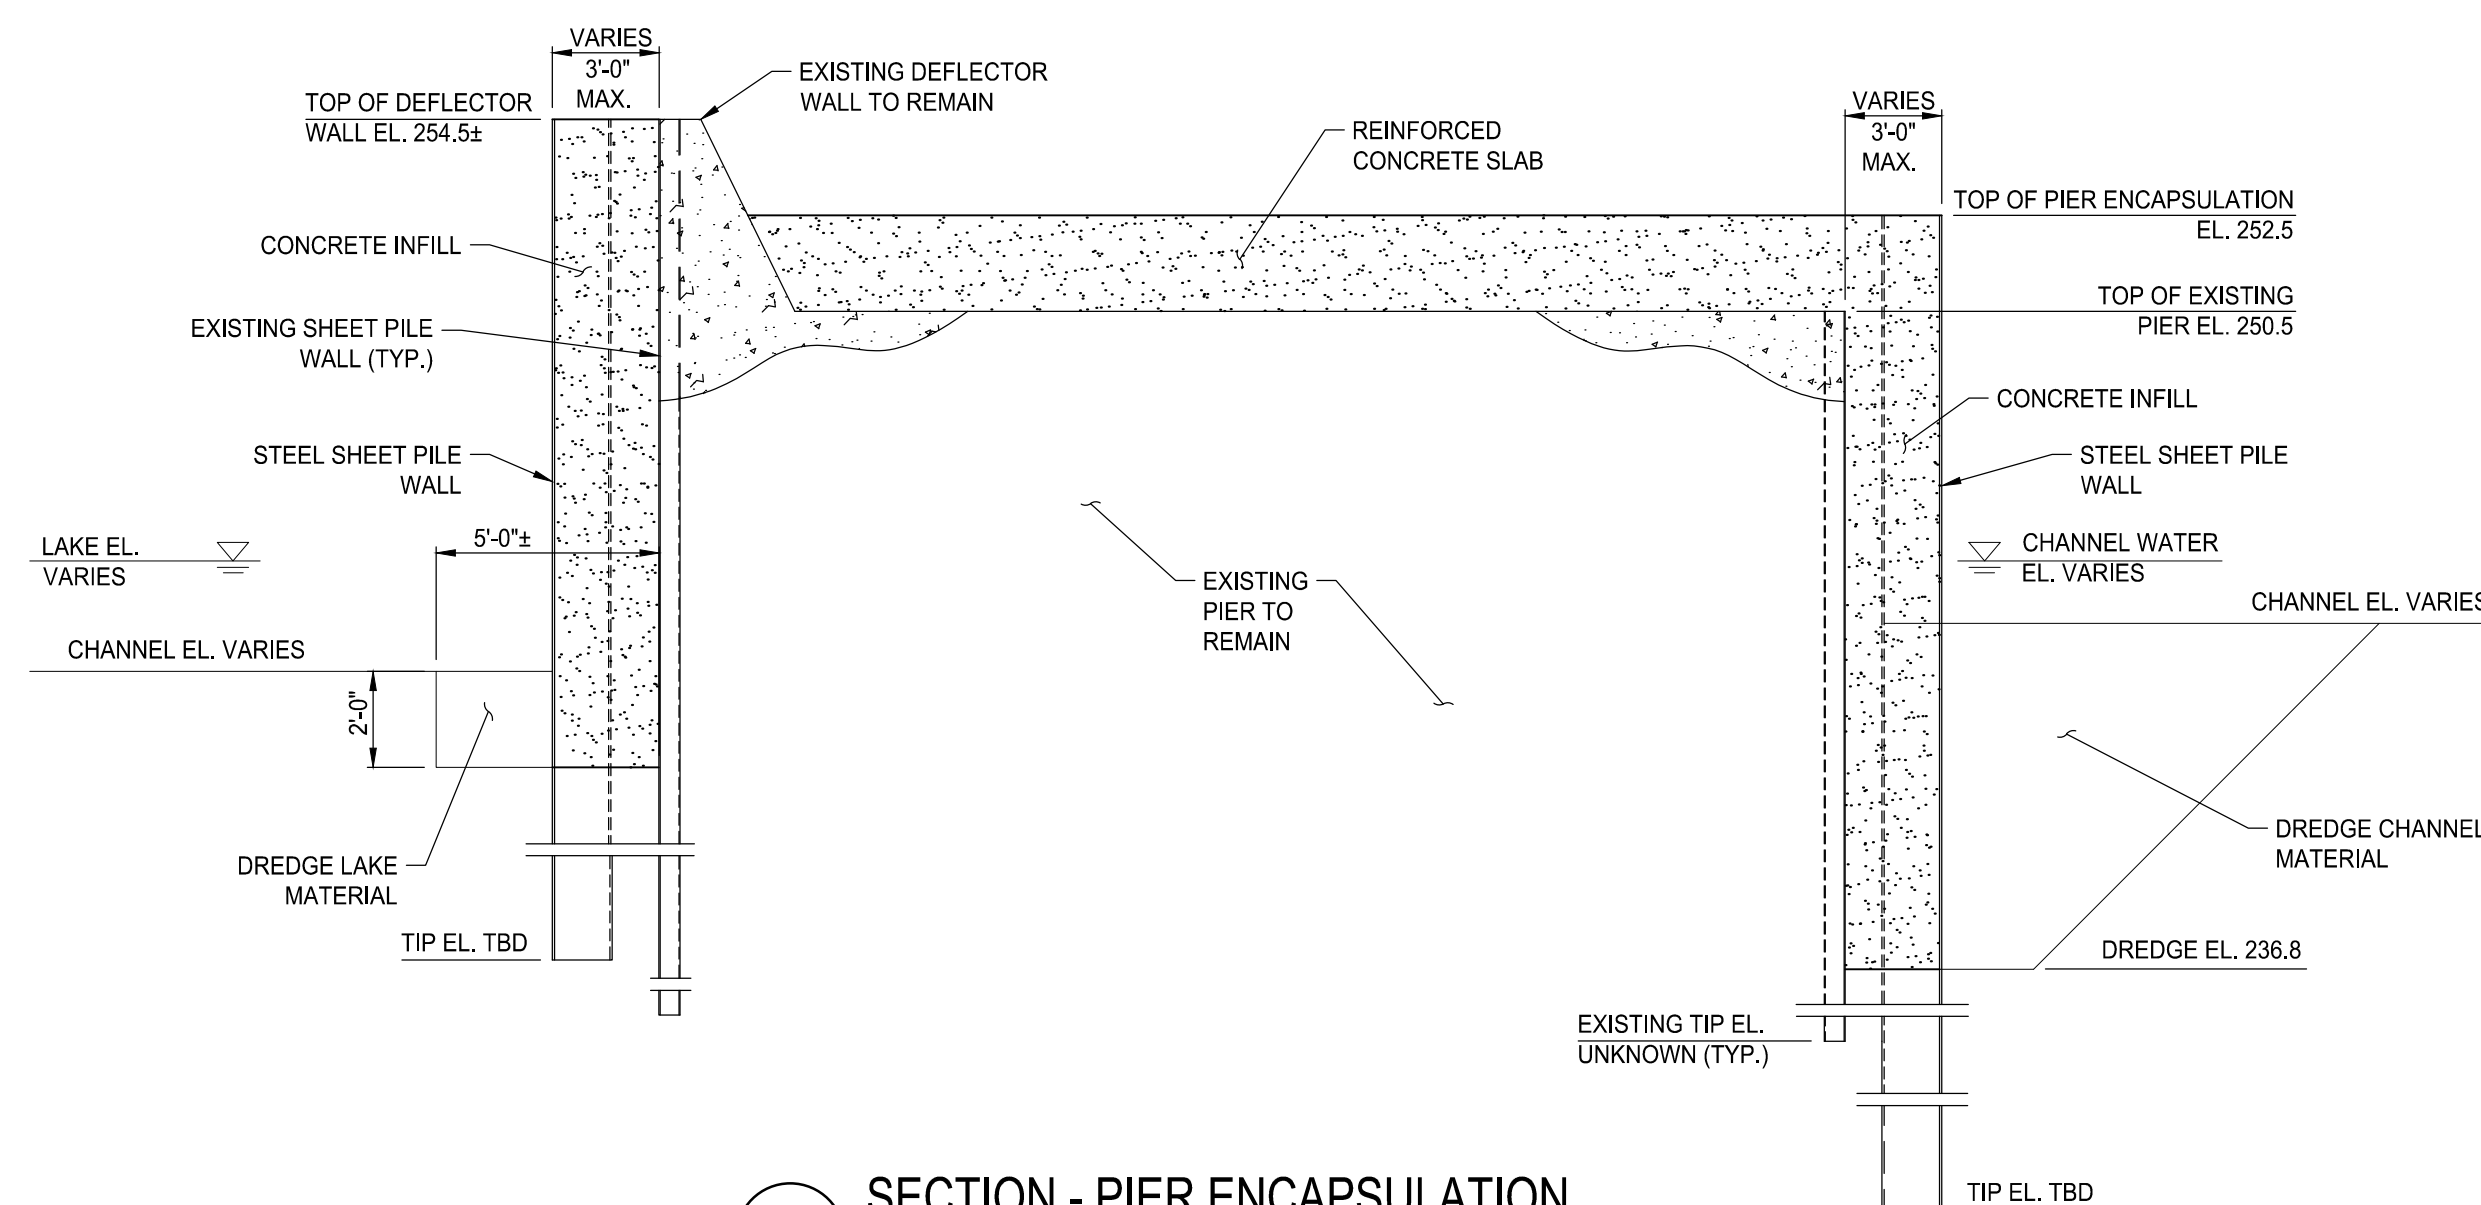 VARIES
3'-0"
MAX.
TOP OF DEFLECTOR
WALL EL. 254.5±
EXISTING DEFLECTOR
WALL TO REMAIN
REINFORCED
CONCRETE SLAB
VARIES
3'-0"
MAX.
TOP OF PIER ENCAPSULATION
EL. 252.5
CONCRETE INFILL
TOP OF EXISTING
PIER EL. 250.5
EXISTING SHEET PILE
WALL (TYP.)
CONCRETE INFILL
STEEL SHEET PILE
WALL
STEEL SHEET PILE
WALL
LAKE EL.
VARIES
5'-0"±
CHANNEL WATER
EL. VARIES
EXISTING
PIER TO
REMAIN
CHANNEL EL. VARIES
CHANNEL EL. VARIES
2'-0"
DREDGE LAKE
MATERIAL
DREDGE CHANNEL
MATERIAL
TIP EL. TBD
DREDGE EL. 236.8
EXISTING TIP EL.
UNKNOWN (TYP.)
SECTION - PIER ENCAPSULATION
TIP EL. TBD